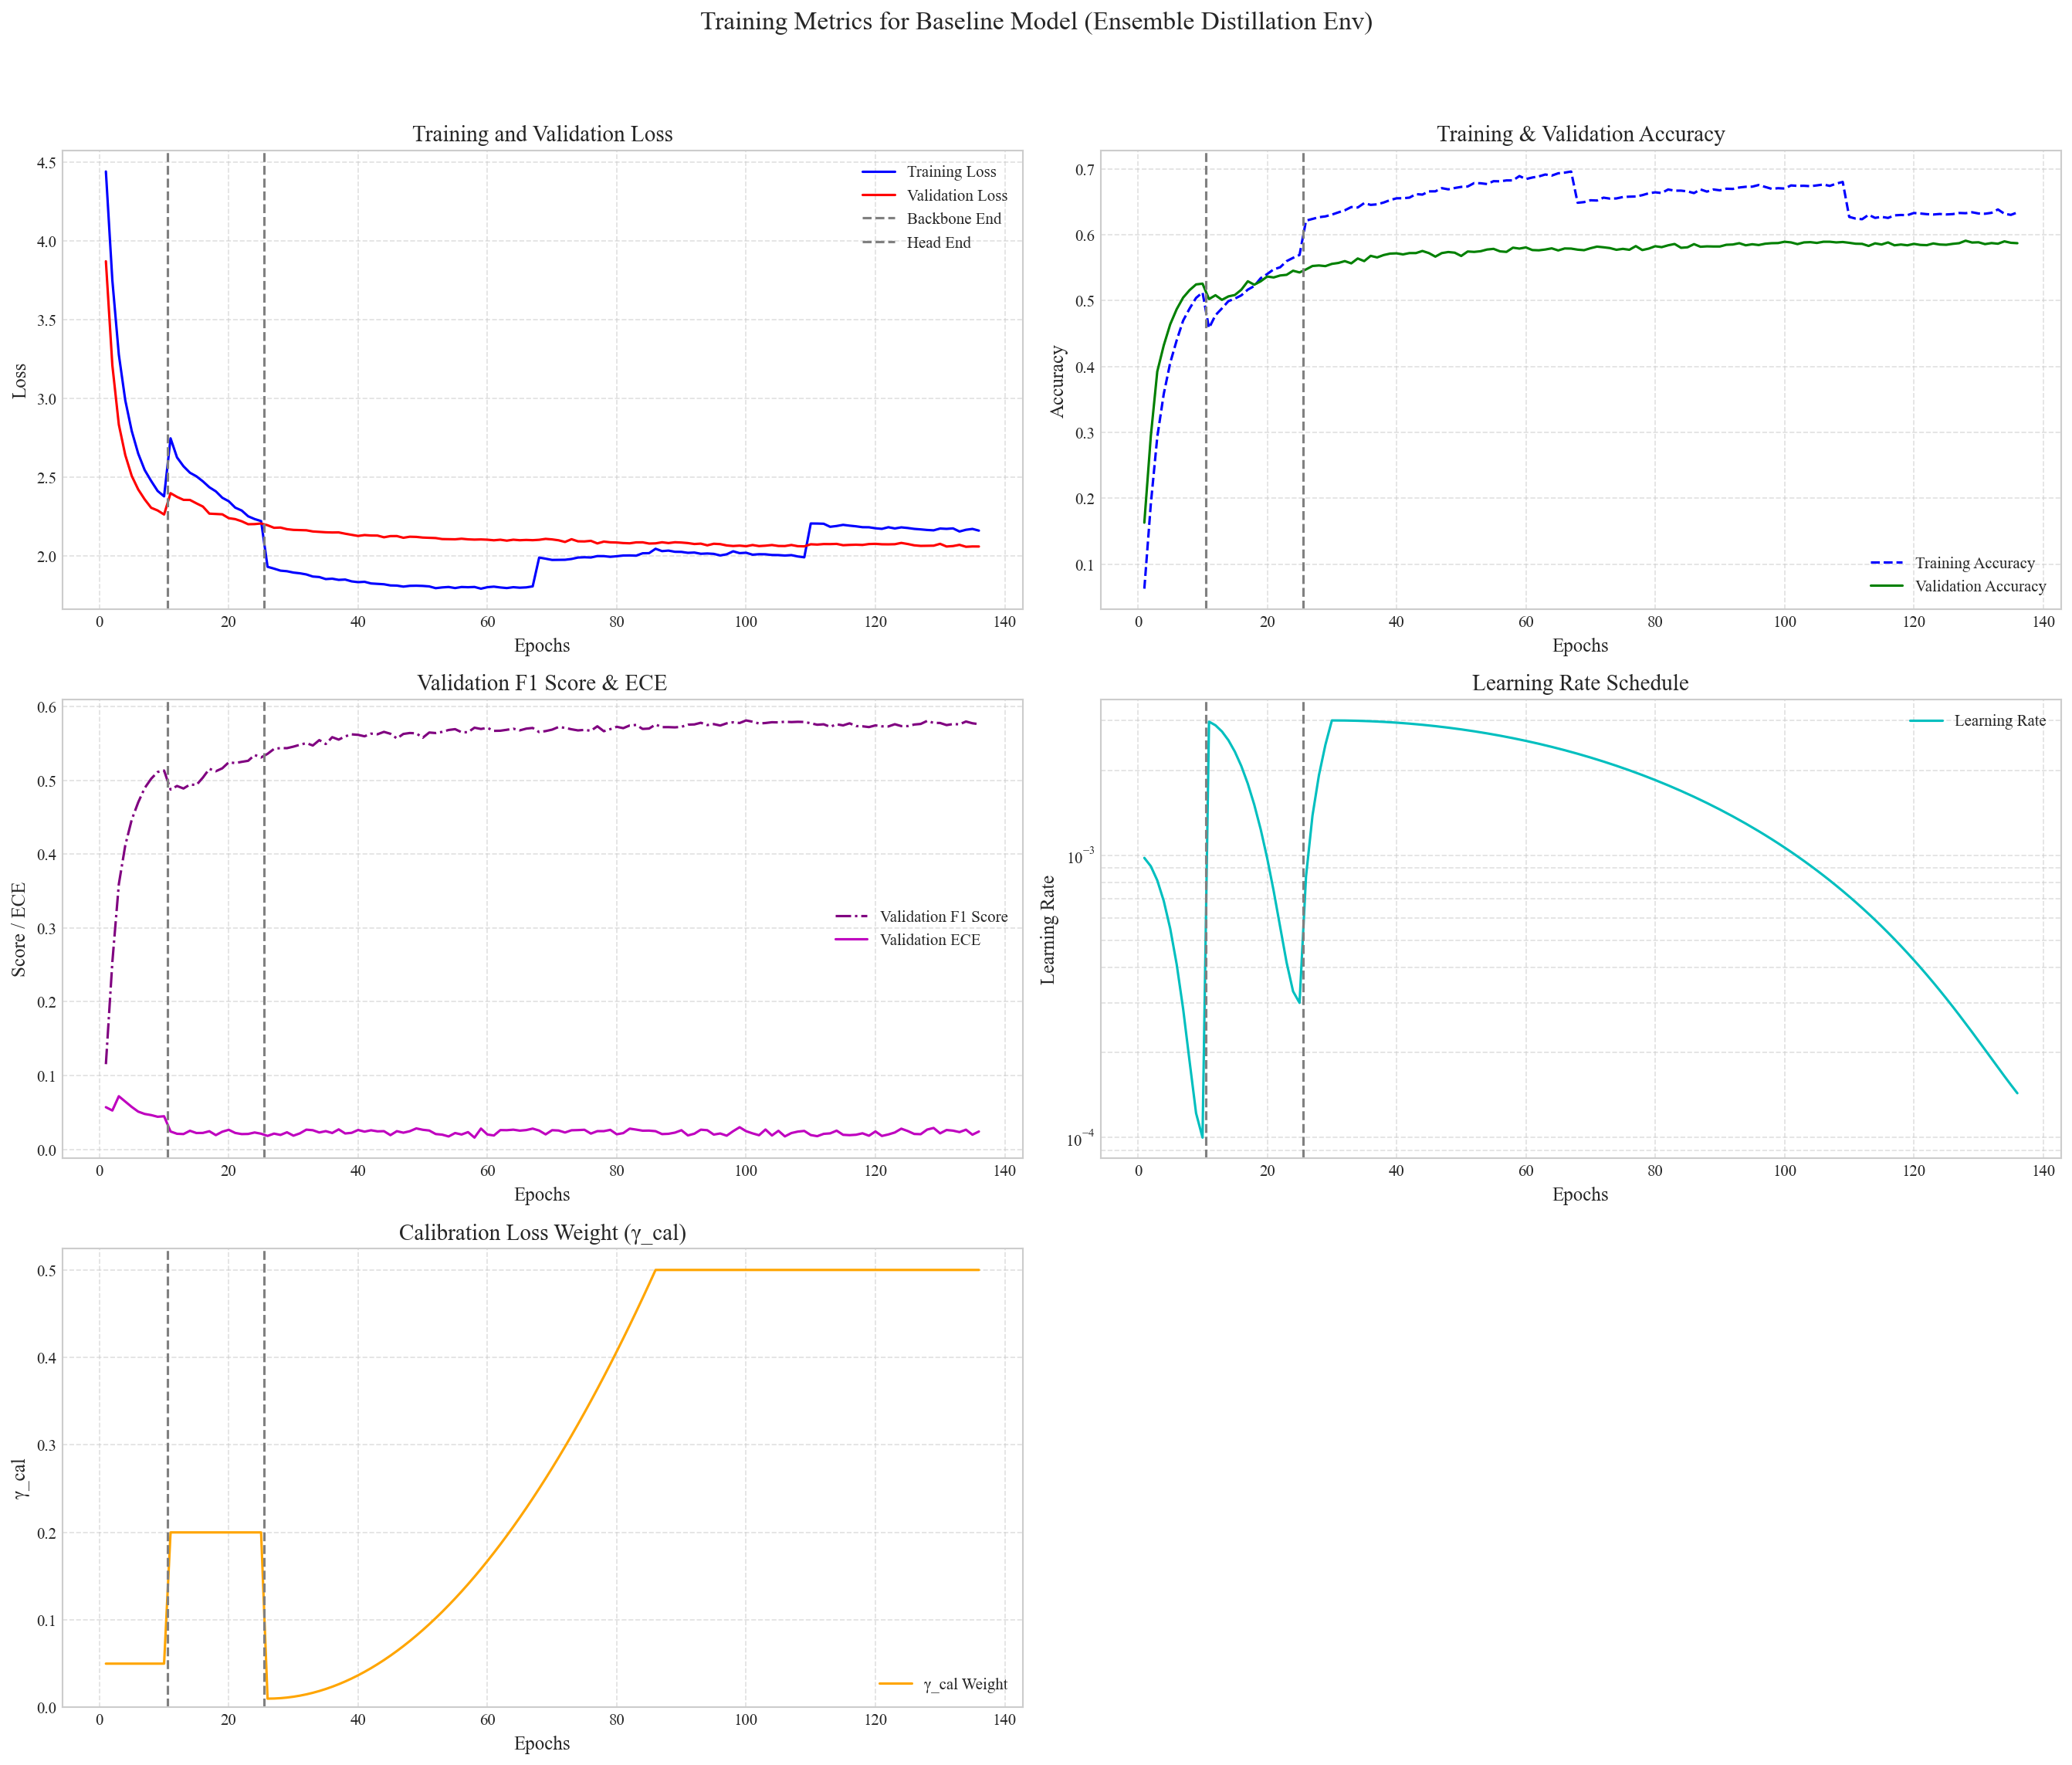 Training Metrics for Baseline Model (Ensemble Distillation Env)
Training and Validation Loss
Loss
4.5
4.0
3.5
3.0
2.5
2.0
Training Loss
Validation Loss
Backbone End
Head End
0 20 40 60 80 100 120 140
Epochs
Training & Validation Accuracy
Accuracy
0.7
0.6
0.5
0.4
0.3
0.2
0.1
Training Accuracy
Validation Accuracy
0 20 40 60 80 100 120 140
Epochs
Validation F1 Score & ECE
Score / ECE
0.6
0.5
0.4
0.3
0.2
0.1
0.0
Validation F1 Score
Validation ECE
0 20 40 60 80 100 120 140
Epochs
Learning Rate Schedule
Learning Rate
10⁻³
10⁻⁴
Learning Rate
0 20 40 60 80 100 120 140
Epochs
Calibration Loss Weight (γ_cal)
γ_cal
0.5
0.4
0.3
0.2
0.1
0.0
γ_cal Weight
0 20 40 60 80 100 120 140
Epochs